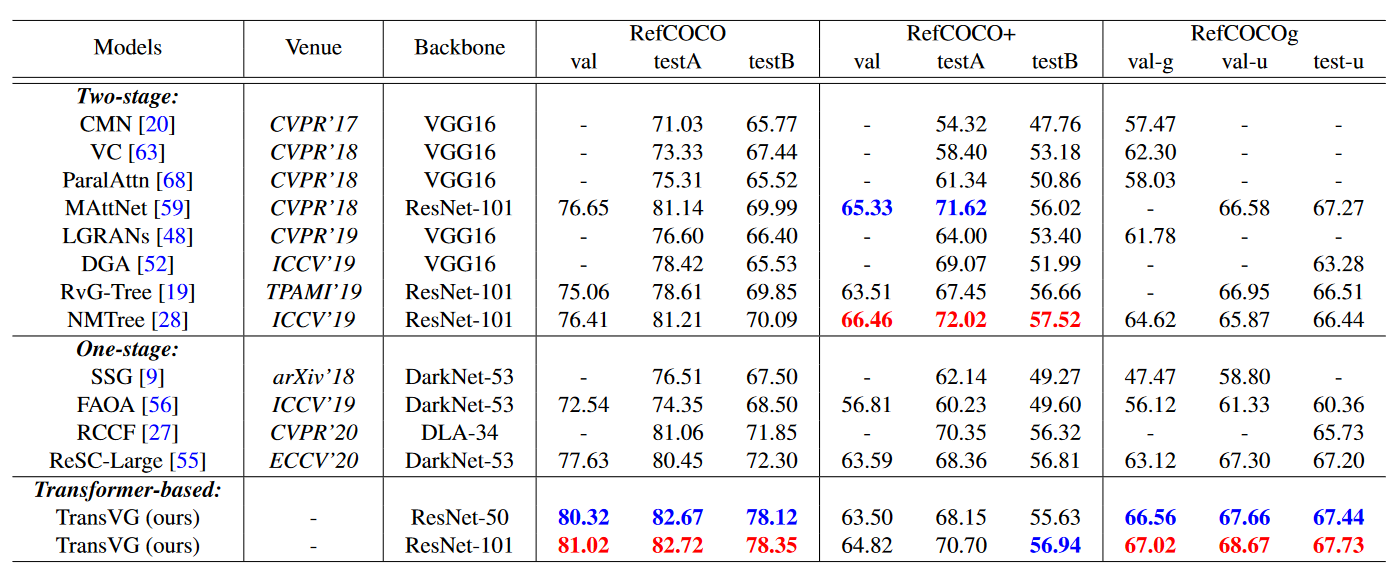 Models Venue Backbone RefCOCO RefCOCO+ RefCOCOg
val testA testB val testA testB val-g val-u test-u
Two-stage:
CMN [20] CVPR'17 VGG16 - 71.03 65.77 - 54.32 47.76 57.47 - -
VC [63] CVPR'18 VGG16 - 73.33 67.44 - 58.40 53.18 62.30 - -
ParalAttn [68] CVPR'18 VGG16 - 75.31 65.52 - 61.34 50.86 58.03 - -
MAttNet [59] CVPR'18 ResNet-101 76.65 81.14 69.99 65.33 71.62 56.02 - 66.58 67.27
LGRANs [48] CVPR'19 VGG16 - 76.60 66.40 - 64.00 53.40 61.78 - -
DGA [52] ICCV'19 VGG16 - 78.42 65.53 - 69.07 51.99 - - 63.28
RvG-Tree [19] TPAMI'19 ResNet-101 75.06 78.61 69.85 63.51 67.45 56.66 - 66.95 66.51
NMTree [28] ICCV'19 ResNet-101 76.41 81.21 70.09 66.46 72.02 57.52 64.62 65.87 66.44
One-stage:
SSG [9] arXiv'18 DarkNet-53 - 76.51 67.50 - 62.14 49.27 47.47 58.80 -
FAOA [56] ICCV'19 DarkNet-53 72.54 74.35 68.50 56.81 60.23 49.60 56.12 61.33 60.36
RCCF [27] CVPR'20 DLA-34 - 81.06 71.85 - 70.35 56.32 - - 65.73
ReSC-Large [55] ECCV'20 DarkNet-53 77.63 80.45 72.30 63.59 68.36 56.81 63.12 67.30 67.20
Transformer-based:
TransVG (ours) - ResNet-50 80.32 82.67 78.12 63.50 68.15 55.63 66.56 67.66 67.44
TransVG (ours) - ResNet-101 81.02 82.72 78.35 64.82 70.70 56.94 67.02 68.67 67.73